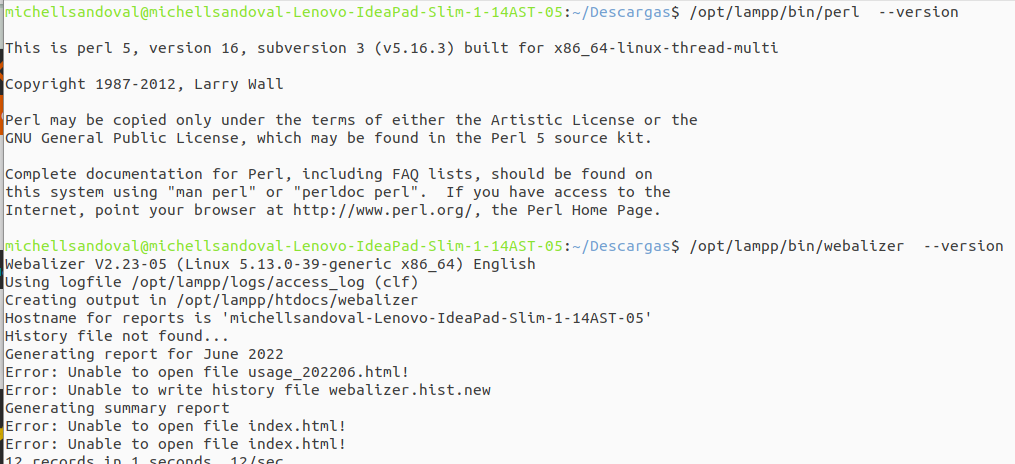 michellsandoval@michellsandoval-Lenovo-IdeaPad-Slim-1-14AST-05:~/Descargas$ /opt/lampp/bin/perl  --version
This is perl 5, version 16, subversion 3 (v5.16.3) built for x86_64-linux-thread-multi
Copyright 1987-2012, Larry Wall
Perl may be copied only under the terms of either the Artistic License or the
GNU General Public License, which may be found in the Perl 5 source kit.
Complete documentation for Perl, including FAQ lists, should be found on
this system using "man perl" or "perldoc perl".  If you have access to the
Internet, point your browser at http://www.perl.org/, the Perl Home Page.
michellsandoval@michellsandoval-Lenovo-IdeaPad-Slim-1-14AST-05:~/Descargas$ /opt/lampp/bin/webalizer  --version
Webalizer V2.23-05 (Linux 5.13.0-39-generic x86_64) English
Using logfile /opt/lampp/logs/access_log (clf)
Creating output in /opt/lampp/htdocs/webalizer
Hostname for reports is 'michellsandoval-Lenovo-IdeaPad-Slim-1-14AST-05'
History file not found...
Generating report for June 2022
Error: Unable to open file usage_202206.html!
Error: Unable to write history file webalizer.hist.new
Generating summary report
Error: Unable to open file index.html!
Error: Unable to open file index.html!
12 records in 1 seconds, 12/sec